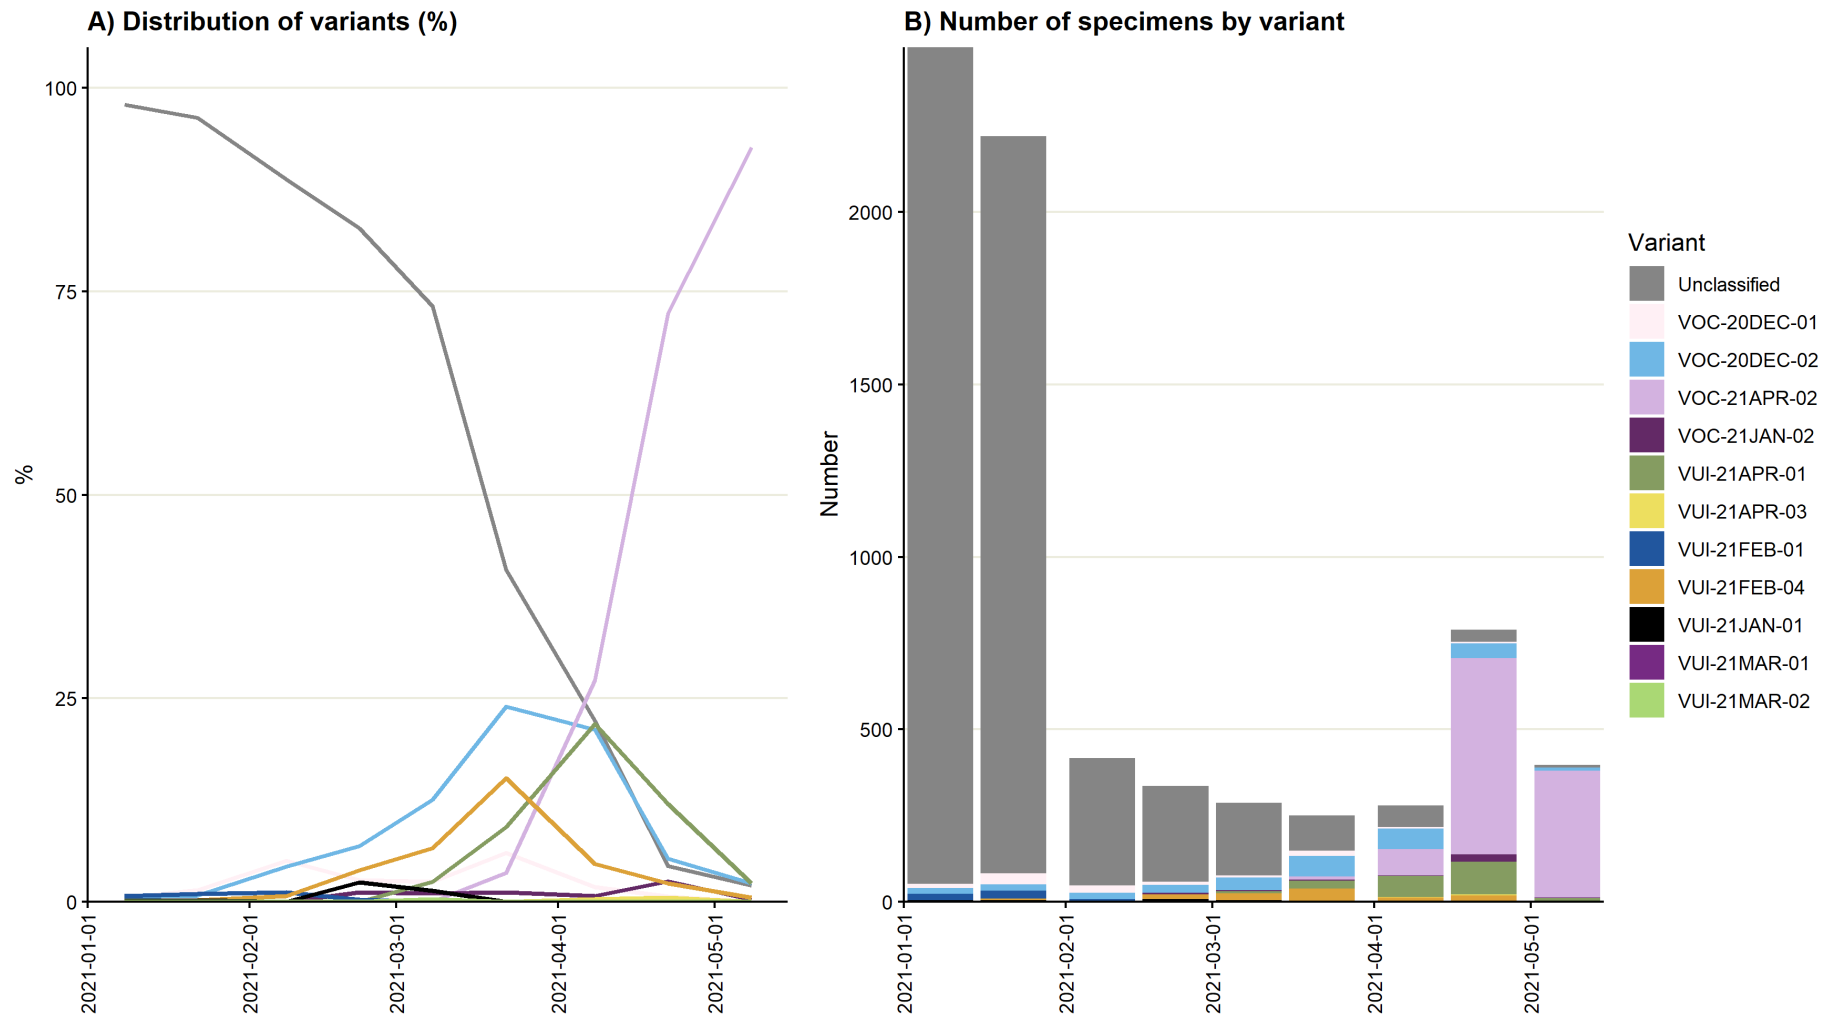 A) Distribution of variants (%)
100
75
50
25
0
%
2021-01-01
2021-02-01
2021-03-01
2021-04-01
2021-05-01
B) Number of specimens by variant
2000
1500
1000
500
0
Number
2021-01-01
2021-02-01
2021-03-01
2021-04-01
2021-05-01
Variant
Unclassified
VOC-20DEC-01
VOC-20DEC-02
VOC-21APR-02
VOC-21JAN-02
VUI-21APR-01
VUI-21APR-03
VUI-21FEB-01
VUI-21FEB-04
VUI-21JAN-01
VUI-21MAR-01
VUI-21MAR-02